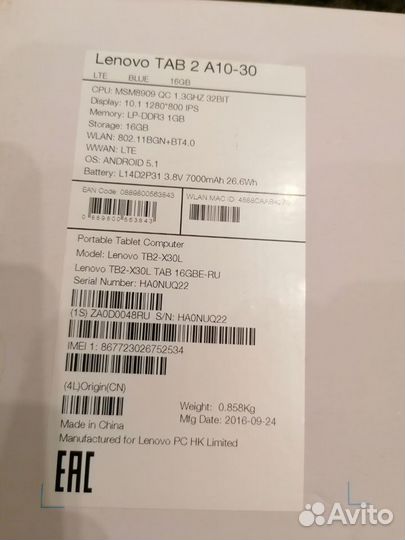 Lenovo TAB 2 A10-30
LTE BLUE 16GB
CPU: MSM8909 QC 1.3GHZ 32BIT
Display: 10.1 1280*800 IPS
Memory: LP-DDR3 1GB
Storage: 16GB
WLAN: 802.11BGN+BT4.0
WWAN: LTE
OS: ANDROID 5.1
Battery: L14D2P31 3.8V 7000mAh 26.6Wh
EAN Code: 0889800563843
WLAN MAC ID:
0 889800 563843
Portable Tablet Computer
Model: Lenovo TB2-X30L
Lenovo TB2-X30L TAB 16GBE-RU
Serial Number: HA0NUQ22
(1S) ZA0D0048RU S/N: HA0NUQ22
IMEI 1: 867723026752534
(4L)Origin(CN)
Weight: 0.858Kg
Made in China
Mfg Date: 2016-09-24
Manufactured for Lenovo PC HK Limited
EAC
Avito